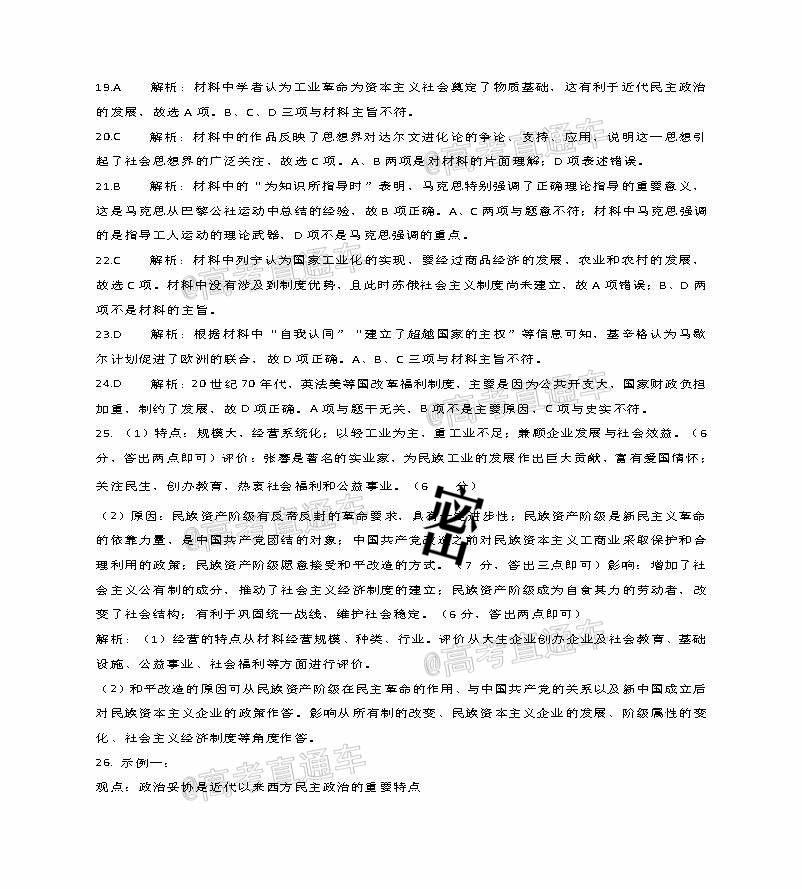 19.A 解析：材料中学者认为工业革命为资本主义社会奠定了物质基础，这有利于近代民主政治
的发展，故选 A 项。B、C、D 三项与材料主旨不符。
20.C 解析：材料中的作品反映了思想界对达尔文进化论的争论、支持、应用，说明这一思想引
起了社会思想界的广泛关注，故选 C 项。A、B 两项是对材料的片面理解；D 项表述错误。
21.B 解析：材料中的“为知识所指导时”表明，马克思特别强调了正确理论指导的重要意义，
这是马克思从巴黎公社运动中总结的经验，故 B 项正确。A、C 两项与题意不符；材料中马克思强调
的是指导工人运动的理论武器，D 项不是马克思强调的重点。
22.C 解析：材料中列宁认为国家工业化的实现，要经过商品经济的发展、农业和农村的发展，
故选 C 项。材料中没有涉及到制度优势，且此时苏俄社会主义制度尚未建立，故 A 项错误；B、D 两
项不是材料的主旨。
23.D 解析：根据材料中“自我认同”“建立了超越国家的主权”等信息可知，基辛格认为马歇
尔计划促进了欧洲的联合，故 D 项正确。A、B、C 三项与材料主旨不符。
24.D 解析：20 世纪 70 年代，英法美等国改革福利制度，主要是因为公共开支大，国家财政负担
加重，制约了发展，故 D 项正确。A 项与题干无关，B 项不是主要原因，C 项与史实不符。
25. （1）特点：规模大、经营系统化；以轻工业为主，重工业不足；兼顾企业发展与社会效益。（6
分，答出两点即可）评价：张謇是著名的实业家，为民族工业的发展作出巨大贡献，富有爱国情怀；
关注民生，创办教育，热衷社会福利和公益事业。（6 分）
（2）原因：民族资产阶级有反帝反封的革命要求，具有 进步性；民族资产阶级是新民主义革命
的依靠力量，是中国共产党团结的对象；中国共产党改造之前对民族资本主义工商业采取保护和合
理利用的政策；民族资产阶级愿意接受和平改造的方式。（7 分，答出三点即可）影响：增加了社
会主义公有制的成分，推动了社会主义经济制度的建立；民族资产阶级成为自食其力的劳动者，改
变了社会结构；有利于巩固统一战线，维护社会稳定。（6 分，答出两点即可）
解析：（1）经营的特点从材料经营规模、种类、行业。评价从大生企业创办企业及社会教育、基础
设施、公益事业、社会福利等方面进行评价。
（2）和平改造的原因可从民族资产阶级在民主革命的作用、与中国共产党的关系以及新中国成立后
对民族资本主义企业的政策作答。影响从所有制的改变、民族资本主义企业的发展、阶级属性的变
化、社会主义经济制度等角度作答。
26. 示例一：
观点：政治妥协是近代以来西方民主政治的重要特点
密
@高考直通车
@高考直通车
@高考直通车
@高考直通车
@高考直通车
@高考直通车